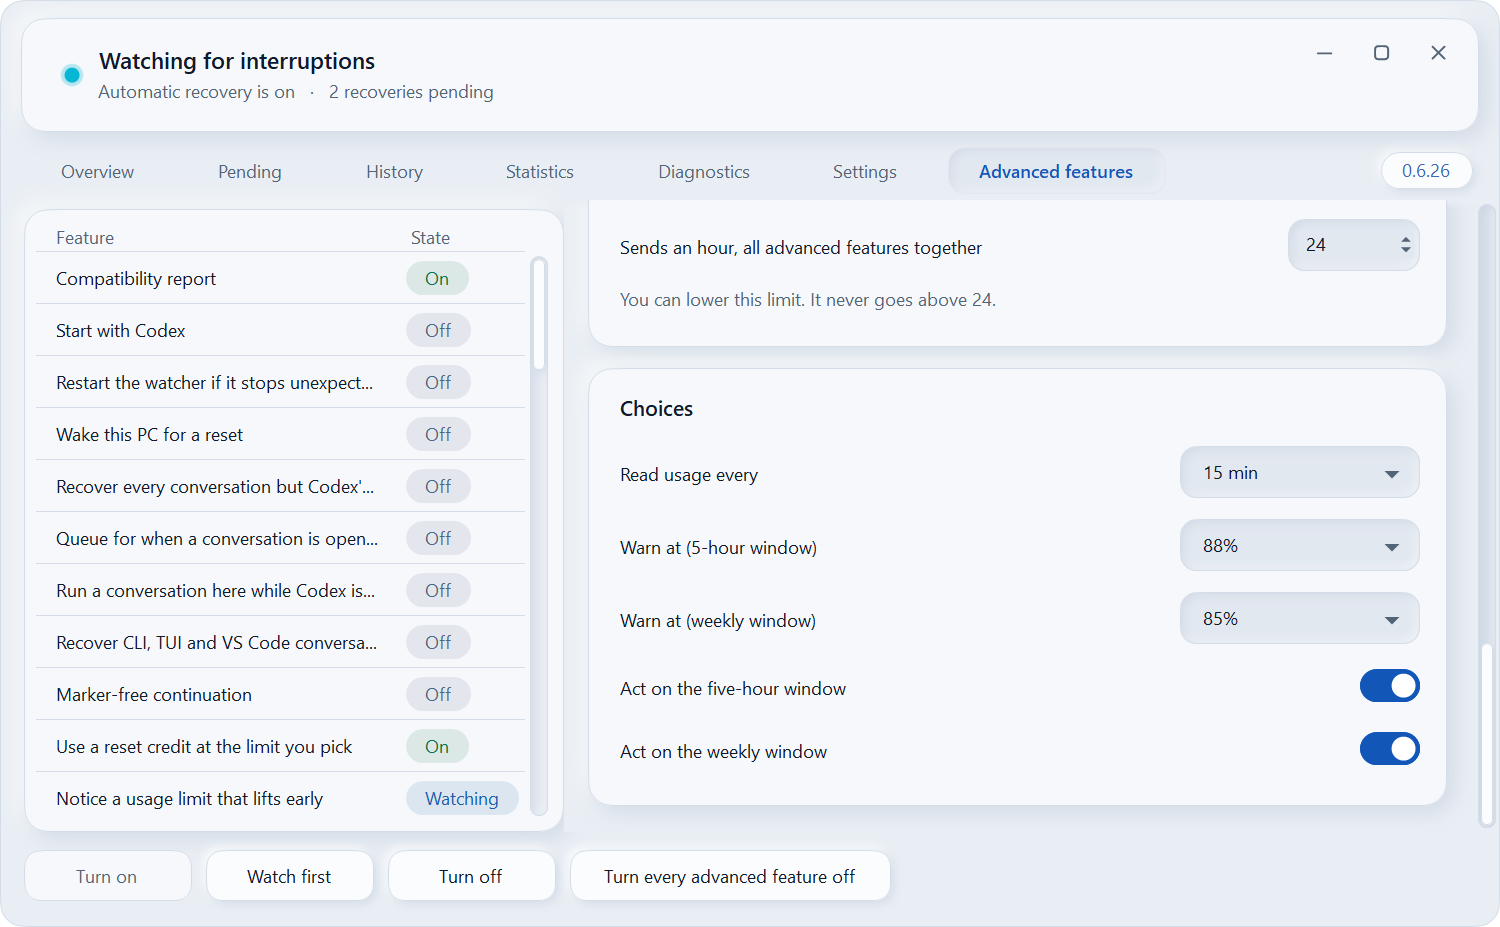 Watching for interruptions
Automatic recovery is on · 2 recoveries pending
Overview
Pending
History
Statistics
Diagnostics
Settings
Advanced features
0.6.26
Feature State
Compatibility report On
Start with Codex Off
Restart the watcher if it stops unexpect... Off
Wake this PC for a reset Off
Recover every conversation but Codex'... Off
Queue for when a conversation is open... Off
Run a conversation here while Codex is... Off
Recover CLI, TUI and VS Code conversa... Off
Marker-free continuation Off
Use a reset credit at the limit you pick On
Notice a usage limit that lifts early Watching
Sends an hour, all advanced features together 24
You can lower this limit. It never goes above 24.
Choices
Read usage every 15 min
Warn at (5-hour window) 88%
Warn at (weekly window) 85%
Act on the five-hour window
Act on the weekly window
Turn on
Watch first
Turn off
Turn every advanced feature off